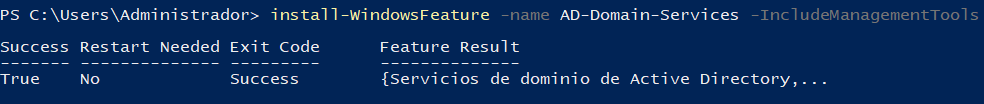 PS C:\Users\Administrador> install-WindowsFeature -name AD-Domain-Services -IncludeManagementTools
Success Restart Needed Exit Code      Feature Result
------- -------------- ---------      --------------
True    No             Success        {Servicios de dominio de Active Directory,...